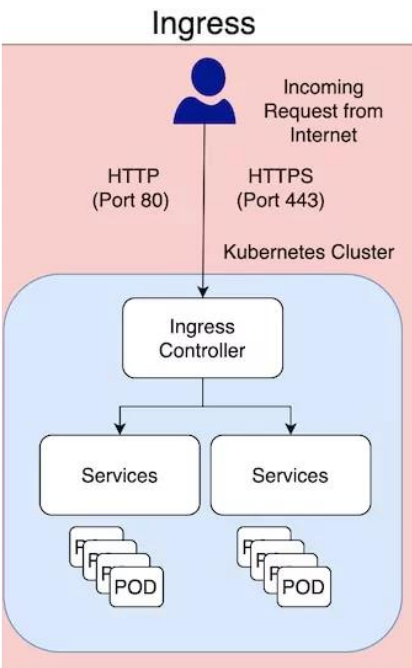 Ingress
Incoming
Request from
Internet
HTTP
(Port 80)
HTTPS
(Port 443)
Kubernetes Cluster
Ingress
Controller
Services
Services
POD
POD